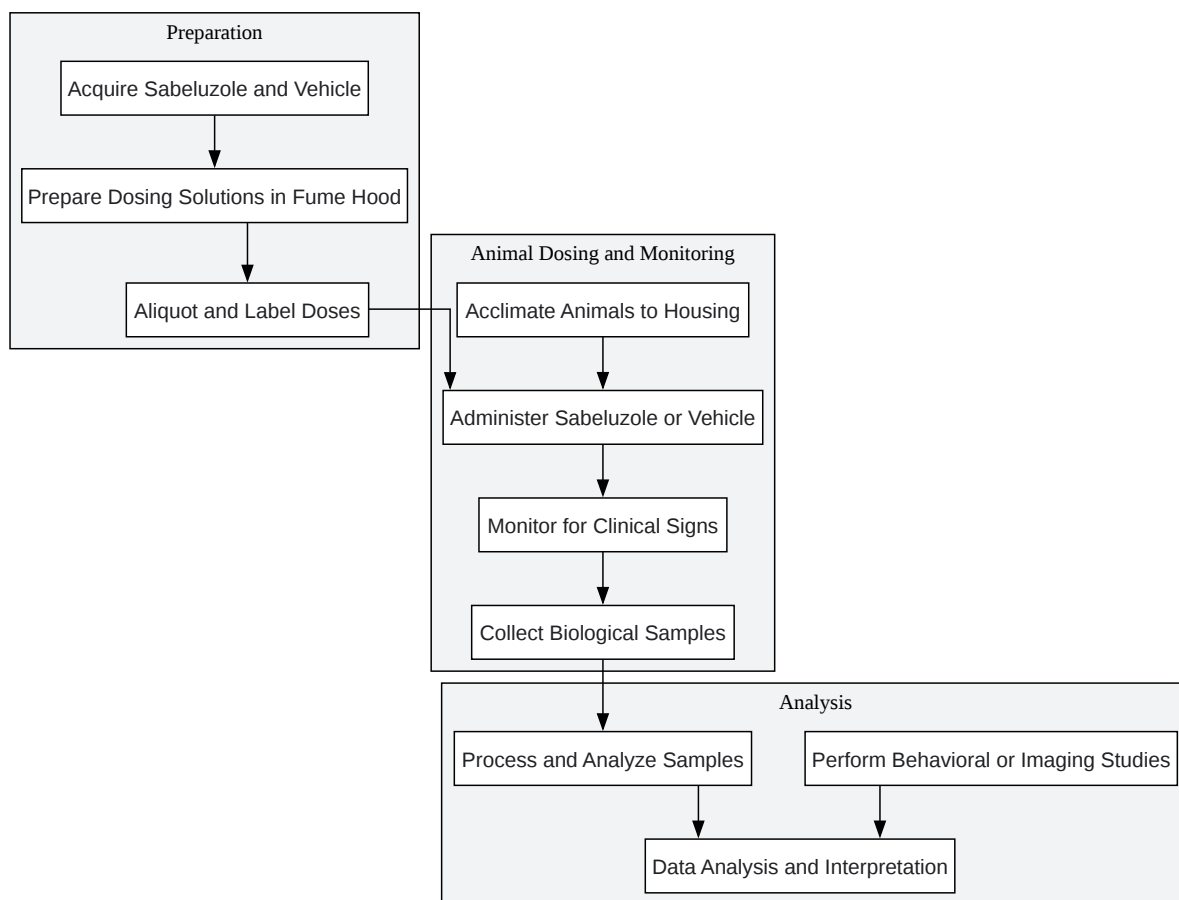 Preparation
Acquire Sabeluzole and Vehicle
Prepare Dosing Solutions in Fume Hood
Aliquot and Label Doses
Animal Dosing and Monitoring
Acclimate Animals to Housing
Administer Sabeluzole or Vehicle
Monitor for Clinical Signs
Collect Biological Samples
Analysis
Process and Analyze Samples
Perform Behavioral or Imaging Studies
Data Analysis and Interpretation